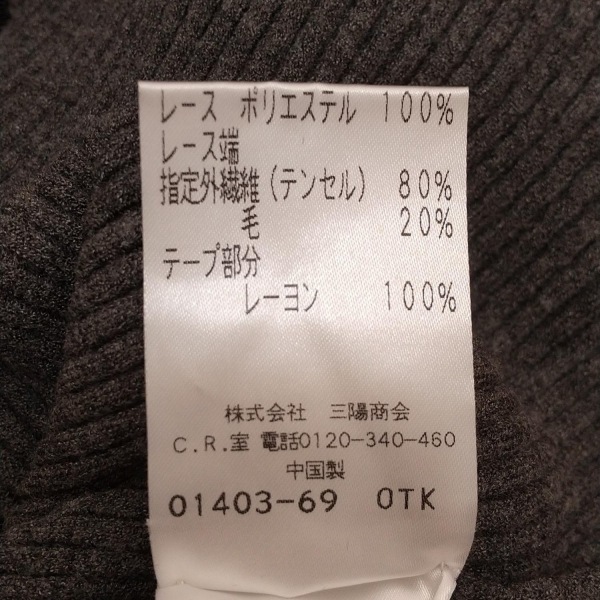 レース ポリエステル 100%
レース端
指定外繊維(テンセル) 80%
毛 20%
テープ部分
レーヨン 100%
株式会社 三陽商会
C.R.室 電話0120-340-460
中国製
01403-69 OTK